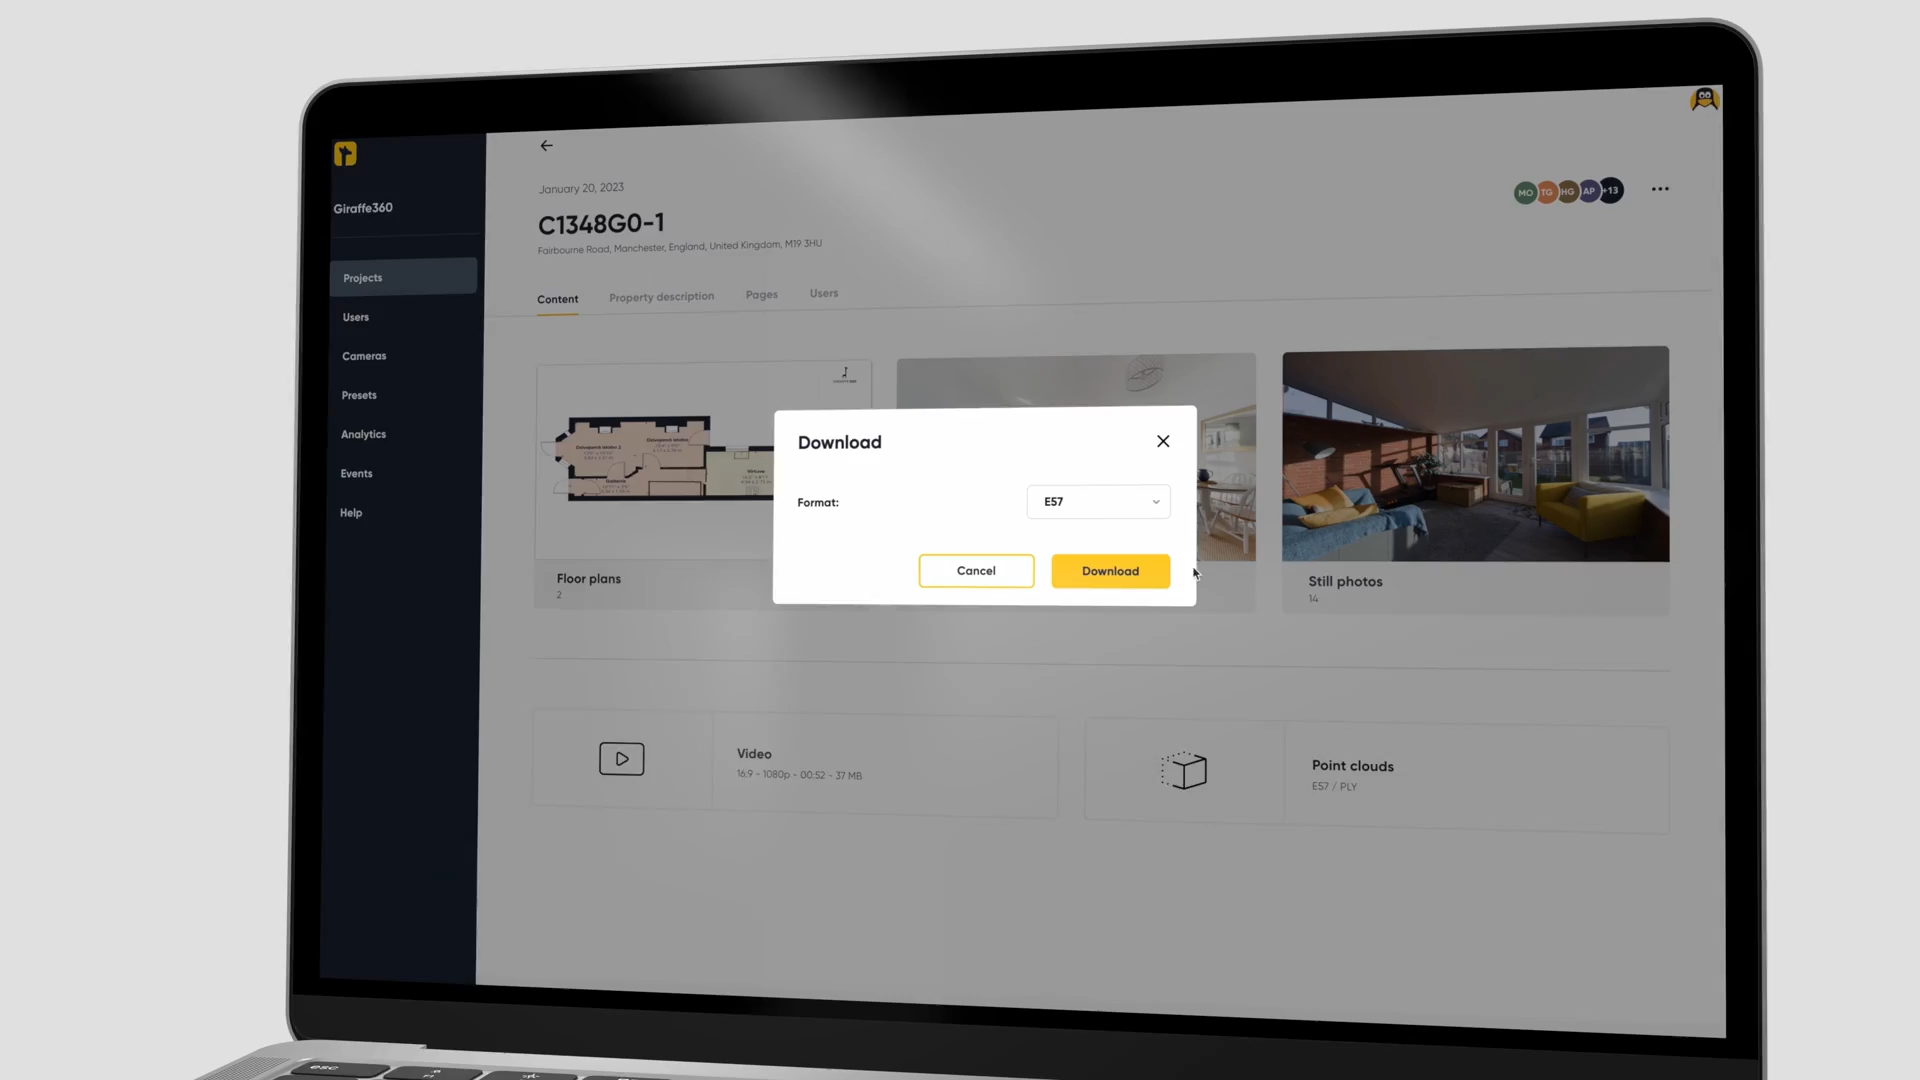 Giraffe360
Projects
Users
Cameras
Presets
Analytics
Events
Help
January 20, 2023
C1348G0-1
Fairbourne Road, Manchester, England, United Kingdom, M19 3HU
MO TG HG AP +13
Content Property description Pages Users
Download
Format: E57
Cancel Download
Floor plans
2
Still photos
14
Video
16:9 - 1080p - 00:52 - 37 MB
Point clouds
E57 / PLY
esc